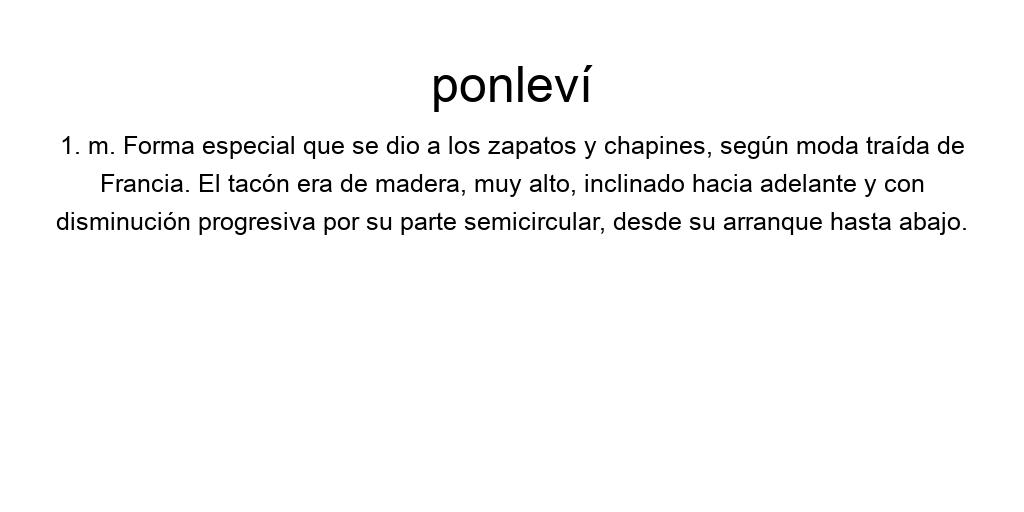 ponleví
1. m. Forma especial que se dio a los zapatos y chapines, según moda traída de
Francia. El tacón era de madera, muy alto, inclinado hacia adelante y con
disminución progresiva por su parte semicircular, desde su arranque hasta abajo.